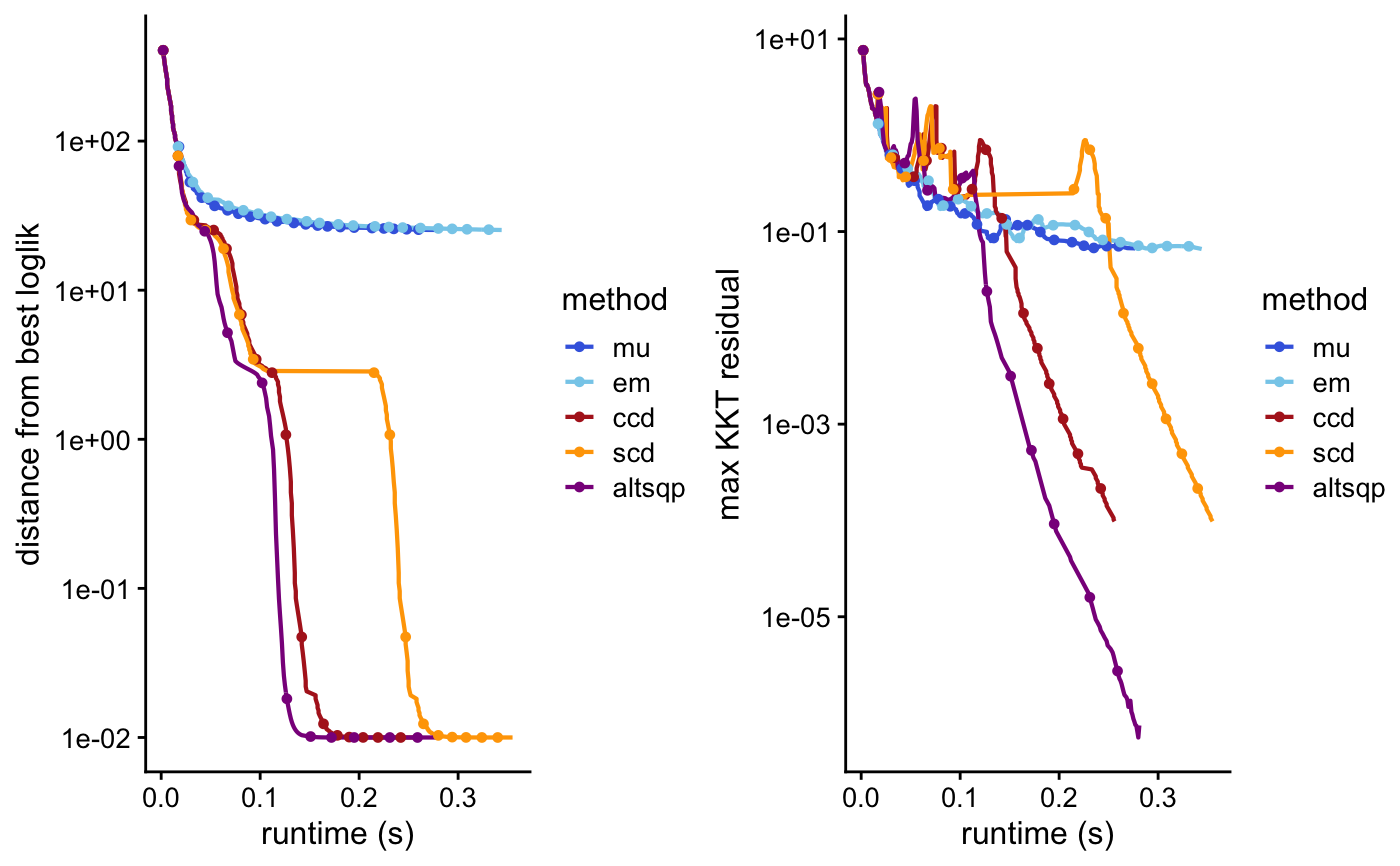 distance from best loglik
1e+02
1e+01
1e+00
1e-01
1e-02
0.0 0.1 0.2 0.3
runtime (s)
method
mu
em
ccd
scd
altsqp
max KKT residual
1e+01
1e-01
1e-03
1e-05
0.0 0.1 0.2 0.3
runtime (s)
method
mu
em
ccd
scd
altsqp